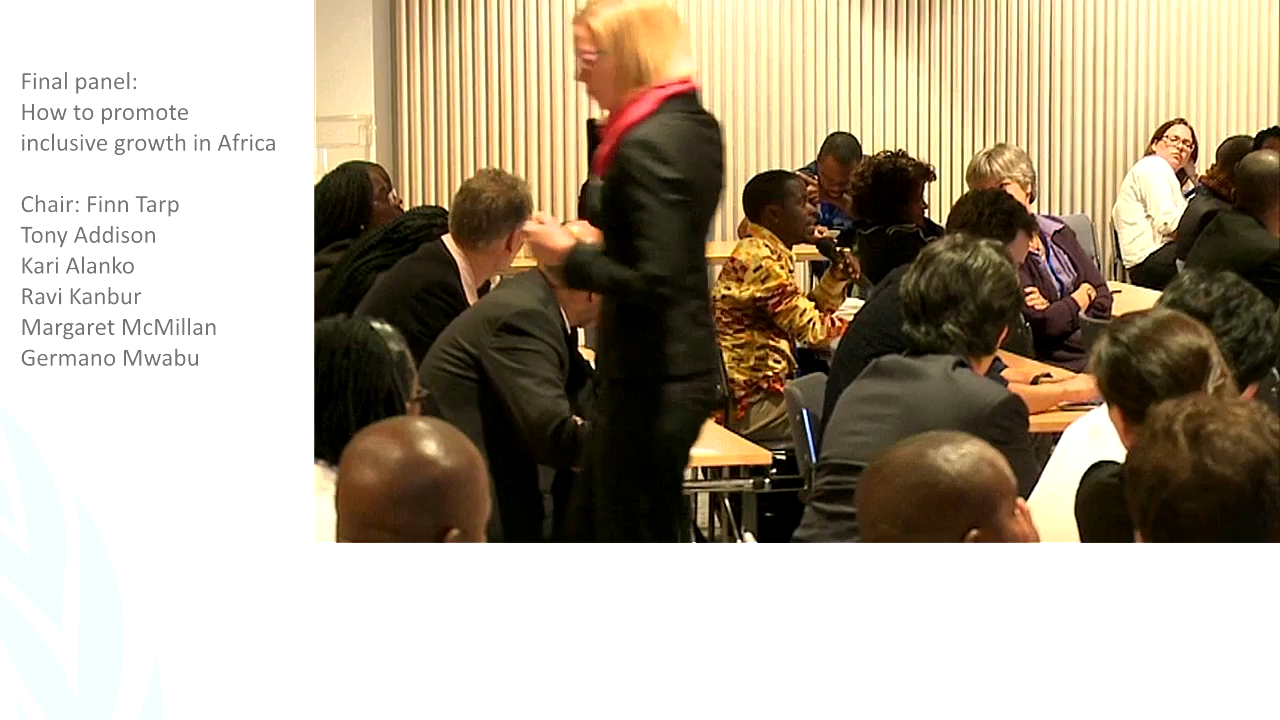 Final panel:
How to promote
inclusive growth in Africa
Chair: Finn Tarp
Tony Addison
Kari Alanko
Ravi Kanbur
Margaret McMillan
Germano Mwabu